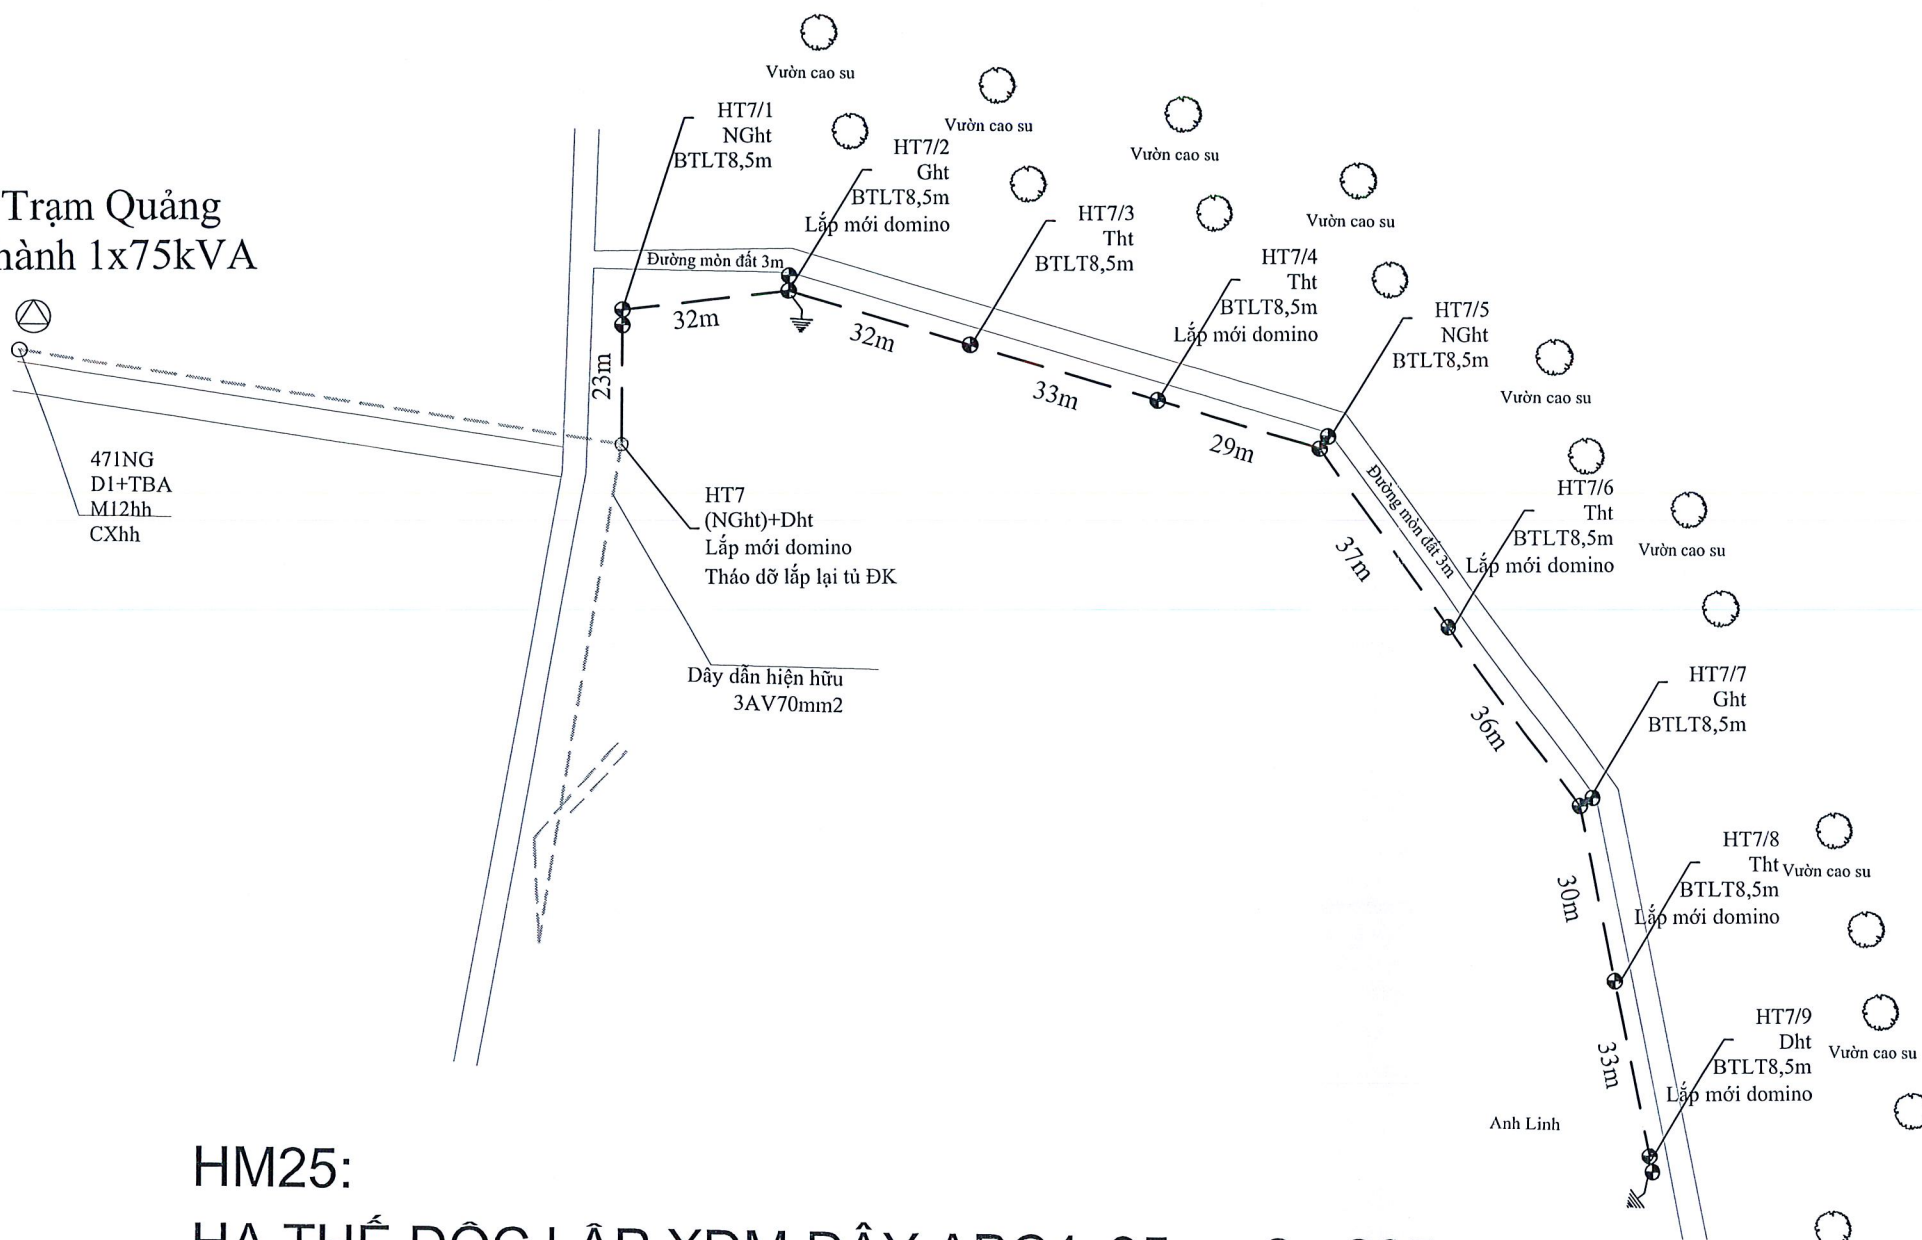 Trạm Quảng
1x75kVA
471NG
D1+TBA
M12hh
CXhh
HT7/1
NGht
BTLT8,5m
HT7/2
Ght
BTLT8,5m
Lắp mới domino
HT7/3
Tht
BTLT8,5m
HT7/4
Tht
BTLT8,5m
Lắp mới domino
HT7/5
NGht
BTLT8,5m
HT7/6
Tht
BTLT8,5m
Lắp mới domino
HT7/7
Ght
BTLT8,5m
HT7/8
Tht
BTLT8,5m
Lắp mới domino
HT7/9
Dht
BTLT8,5m
Lắp mới domino
HT7
(NGht)+Dht
Lắp mới domino
Tháo dỡ lắp lại tủ ĐK
Dây dẫn hiện hữu
3AV70mm2
Đường mòn đất 3m
Đường mòn đất 3m
23m
32m
32m
33m
29m
37m
36m
30m
33m
Vườn cao su
Vườn cao su
Vườn cao su
Vườn cao su
Vườn cao su
Vườn cao su
Vườn cao su
Vườn cao su
Anh Linh
HM25:
HẠ THẾ ĐỘC LẬP XDM DÂY